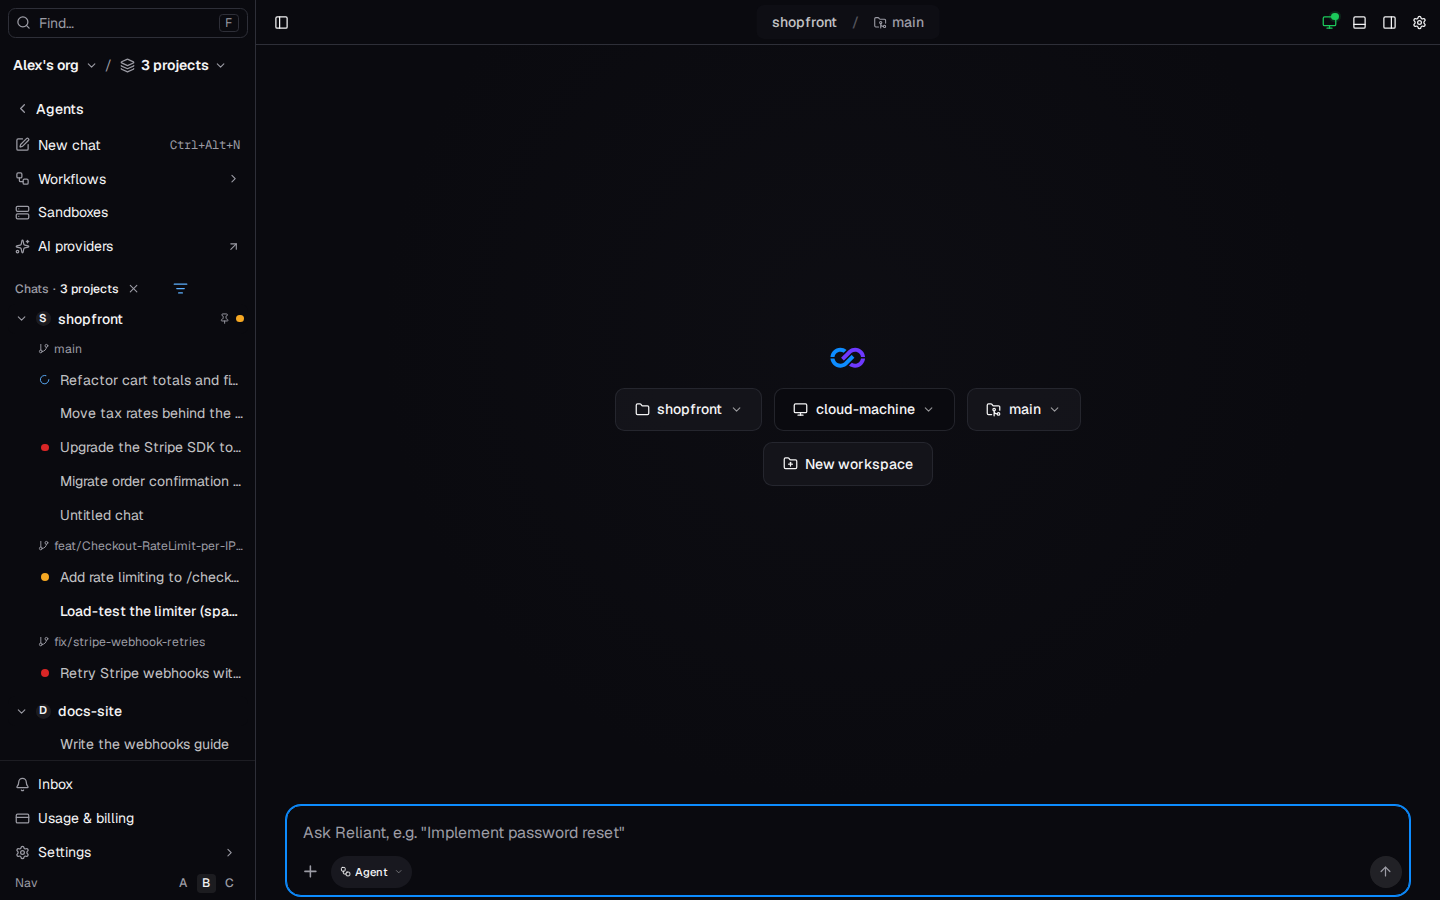 Find... F
Alex's org / 3 projects
Agents
New chat Ctrl+Alt+N
Workflows
Sandboxes
AI providers
Chats · 3 projects
S shopfront
main
Refactor cart totals and fi...
Move tax rates behind the ...
Upgrade the Stripe SDK to...
Migrate order confirmation ...
Untitled chat
feat/Checkout-RateLimit-per-IP...
Add rate limiting to /check...
Load-test the limiter (spa...
fix/stripe-webhook-retries
Retry Stripe webhooks wit...
D docs-site
Write the webhooks guide
Inbox
Usage & billing
Settings
Nav A B C
shopfront / main
shopfront cloud-machine main
New workspace
Ask Reliant, e.g. "Implement password reset"
Agent